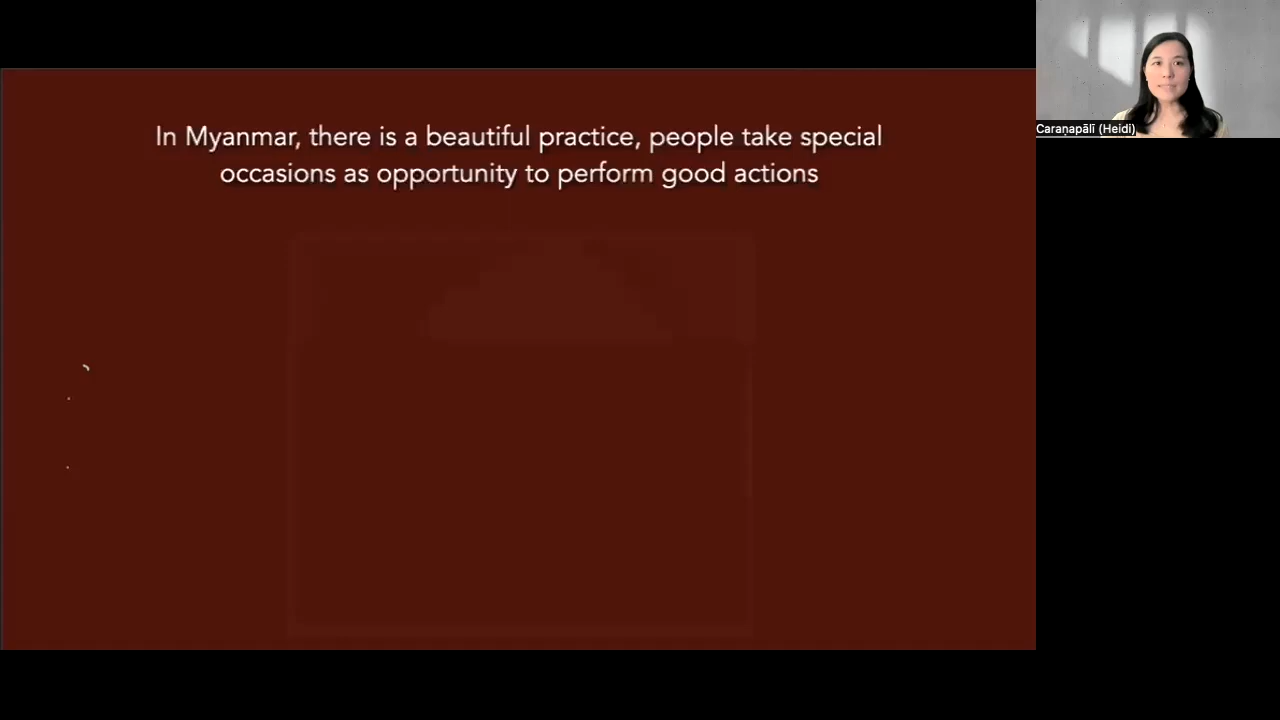 In Myanmar, there is a beautiful practice, people take special
occasions as opportunity to perform good actions
Caraṇapālī (Heidi)